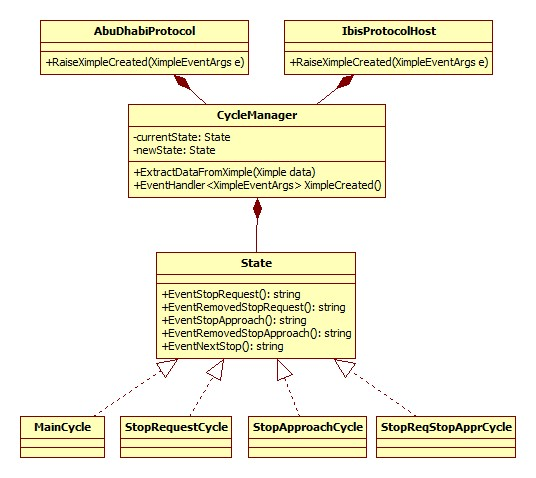 AbuDhabiProtocol
+RaiseXimpleCreated(XimpleEventArgs e)
IbisProtocolHost
+RaiseXimpleCreated(XimpleEventArgs e)
CycleManager
-currentState: State
-newState: State
+ExtractDataFromXimple(Ximple data)
+EventHandler<XimpleEventArgs> XimpleCreated()
State
+EventStopRequest(): string
+EventRemovedStopRequest(): string
+EventStopApproach(): string
+EventRemovedStopApproach(): string
+EventNextStop(): string
MainCycle
StopRequestCycle
StopApproachCycle
StopReqStopApprCycle